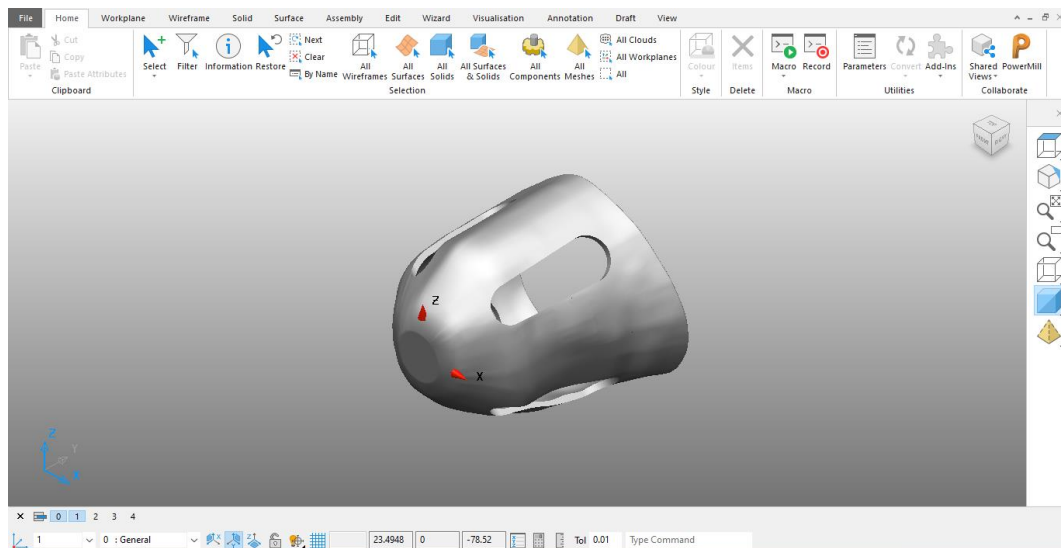 File Home Workplane Wireframe Solid Surface Assembly Edit Wizard Visualisation Annotation Draft View
Paste
Cut
Copy
Paste Attributes
Clipboard
Select
Filter
Information
Restore
Next
Clear
By Name
All Wireframes
All Surfaces
All Solids
All Surfaces & Solids
All Components
All Meshes
All Clouds
All Workplanes
All
Selection
Colour
Style
Items
Delete
Macro
Record
Macro
Parameters
Convert
Add-Ins
Utilities
Shared Views
PowerMill
Collaborate
Z
X
Z
Y
X
0 1 2 3 4
1 0 : General 23.4948 0 -78.52 Tol 0.01 Type Command